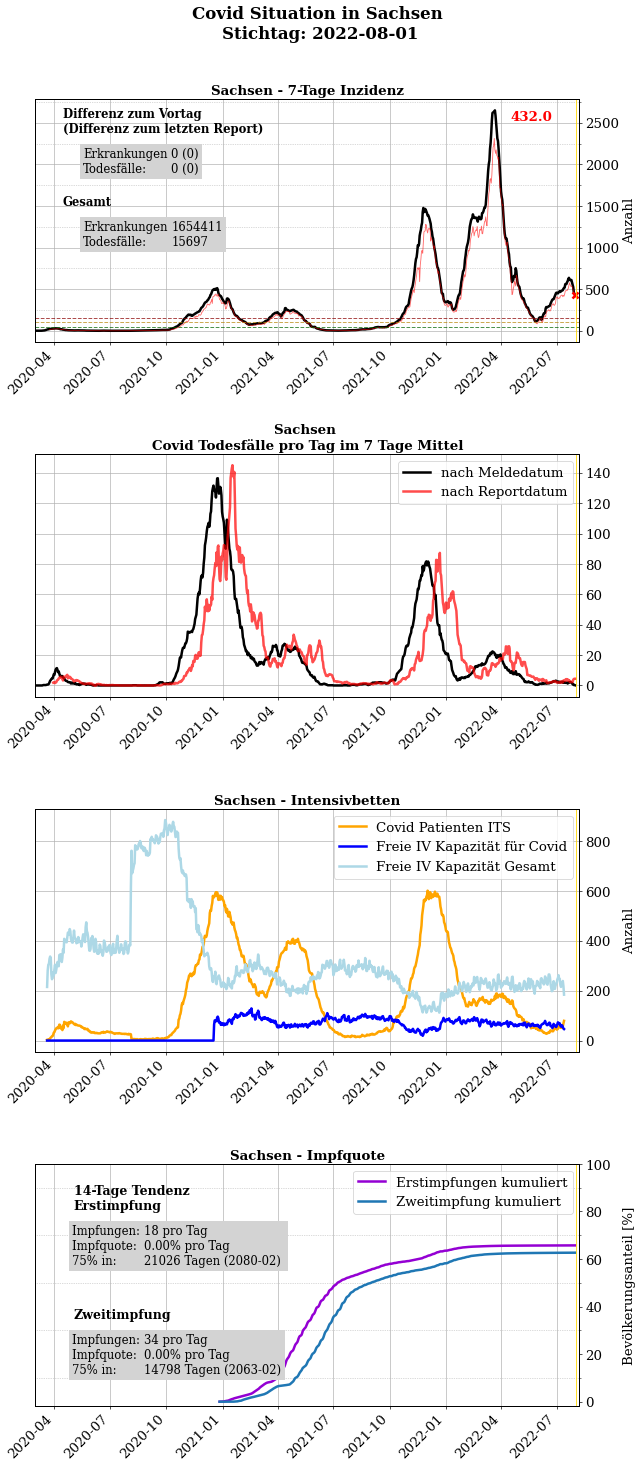 Covid Situation in Sachsen
Stichtag: 2022-08-01
Sachsen - 7-Tage Inzidenz
Differenz zum Vortag
(Differenz zum letzten Report)
Erkrankungen 0 (0)
Todesfälle: 0 (0)
Gesamt
Erkrankungen 1654411
Todesfälle: 15697
432.0
2500
2000
1500
1000
500
0
Anzahl
2020-04
2020-07
2020-10
2021-01
2021-04
2021-07
2021-10
2022-01
2022-04
2022-07
Sachsen
Covid Todesfälle pro Tag im 7 Tage Mittel
nach Meldedatum
nach Reportdatum
140
120
100
80
60
40
20
0
2020-04
2020-07
2020-10
2021-01
2021-04
2021-07
2021-10
2022-01
2022-04
2022-07
Sachsen - Intensivbetten
Covid Patienten ITS
Freie IV Kapazität für Covid
Freie IV Kapazität Gesamt
800
600
400
200
0
Anzahl
2020-04
2020-07
2020-10
2021-01
2021-04
2021-07
2021-10
2022-01
2022-04
2022-07
Sachsen - Impfquote
14-Tage Tendenz
Erstimpfung
Impfungen: 18 pro Tag
Impfquote: 0.00% pro Tag
75% in: 21026 Tagen (2080-02)
Zweitimpfung
Impfungen: 34 pro Tag
Impfquote: 0.00% pro Tag
75% in: 14798 Tagen (2063-02)
Erstimpfungen kumuliert
Zweitimpfung kumuliert
100
80
60
40
20
0
Bevölkerungsanteil [%]
2020-04
2020-07
2020-10
2021-01
2021-04
2021-07
2021-10
2022-01
2022-04
2022-07